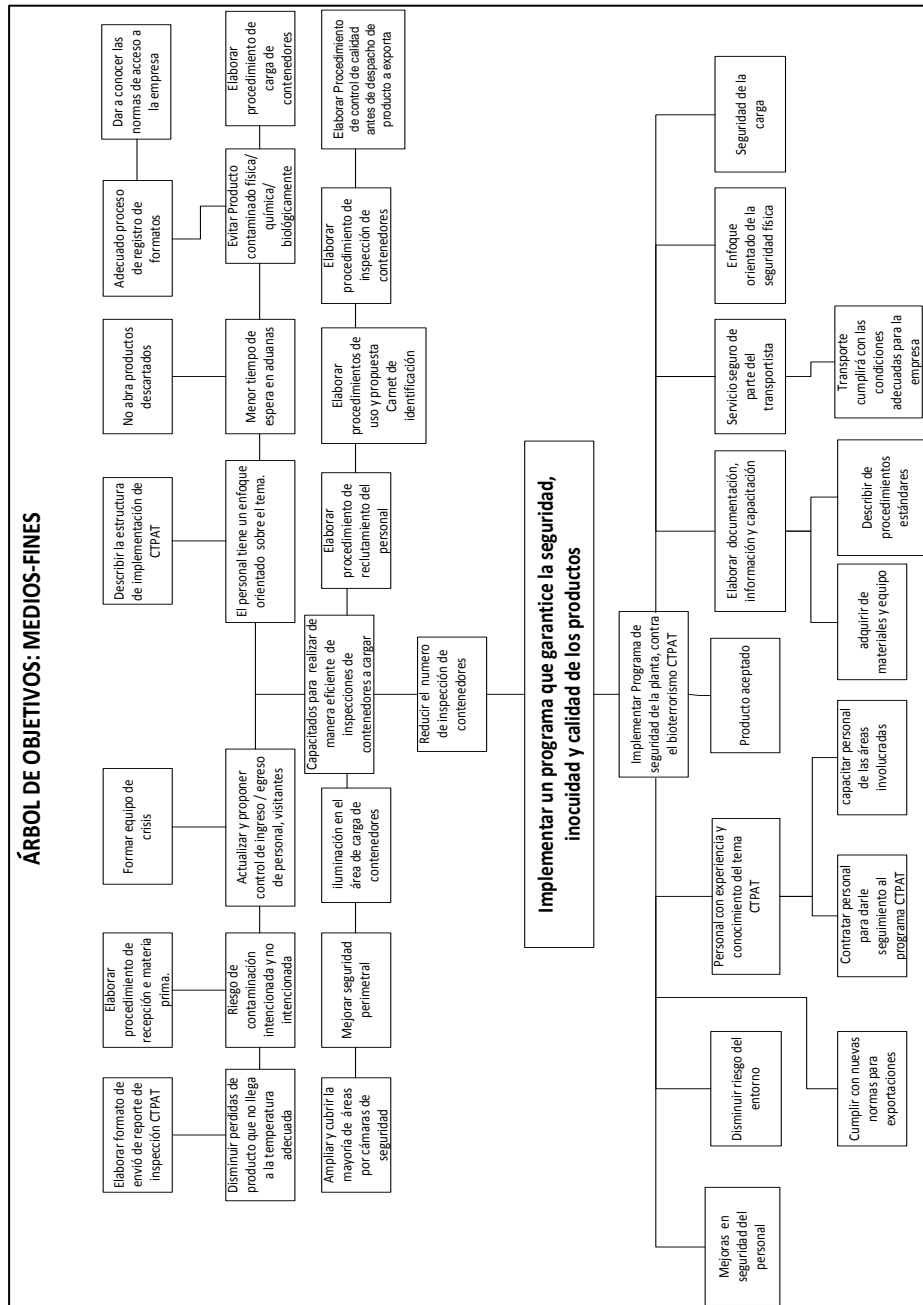 ÁRBOL DE OBJETIVOS: MEDIOS-FINES
Elaborar formato de
envió de reporte de
inspección CTPAT
Elaborar
procedimiento de
recepción e materia
prima.
Formar equipo de
crisis
Describir la estructura
de implementación de
CTPAT
No abra productos
descartados
Adecuado proceso
de registro de
formatos
Dar a conocer las
normas de acceso a
la empresa
Disminuir perdidas de
producto que no llega
a la temperatura
adecuada
Riesgo de
contaminación
intencionada y no
intencionada
Actualizar y proponer
control de ingreso / egreso
de personal, visitantes
El personal tiene un enfoque
orientado sobre el tema.
Menor tiempo de
espera en aduanas
Evitar Producto
contaminado física/
química/
biológicamente
Elaborar
procedimiento de
carga de
contenedores
Ampliar y cubrir la
mayoría de áreas
por cámaras de
seguridad
Mejorar seguridad
perimetral
iluminación en el
área de carga de
contenedores
Capacitados para realizar de
manera eficiente de
inspecciones de
contenedores a cargar
Elaborar
procedimiento de
reclutamiento del
personal
Elaborar
procedimientos de
uso y propuesta
Carnet de
identificación
Elaborar
procedimiento de
inspección de
contenedores
Elaborar Procedimiento
de control de calidad
antes de despacho de
producto a exporta
Reducir el numero
de inspección de
contenedores
Implementar un programa que garantice la seguridad,
inocuidad y calidad de los productos
Implementar Programa de
seguridad de la planta, contra
el bioterrorismo CTPAT
Mejoras en
seguridad del
personal
Disminuir riesgo del
entorno
Personal con experiencia y
conocimiento del tema
CTPAT
Producto aceptado
Elaborar documentación,
información y capacitación
Servicio seguro de
parte del
transportista
Enfoque
orientado de la
seguridad física
Seguridad de la
carga
Cumplir con nuevas
normas para
exportaciones
Contratar personal
para darle
seguimiento al
programa CTPAT
capacitar personal
de las áreas
involucradas
adquirir de
materiales y equipo
Describir de
procedimientos
estándares
Transporte
cumplirá con las
condiciones
adecuadas para la
empresa